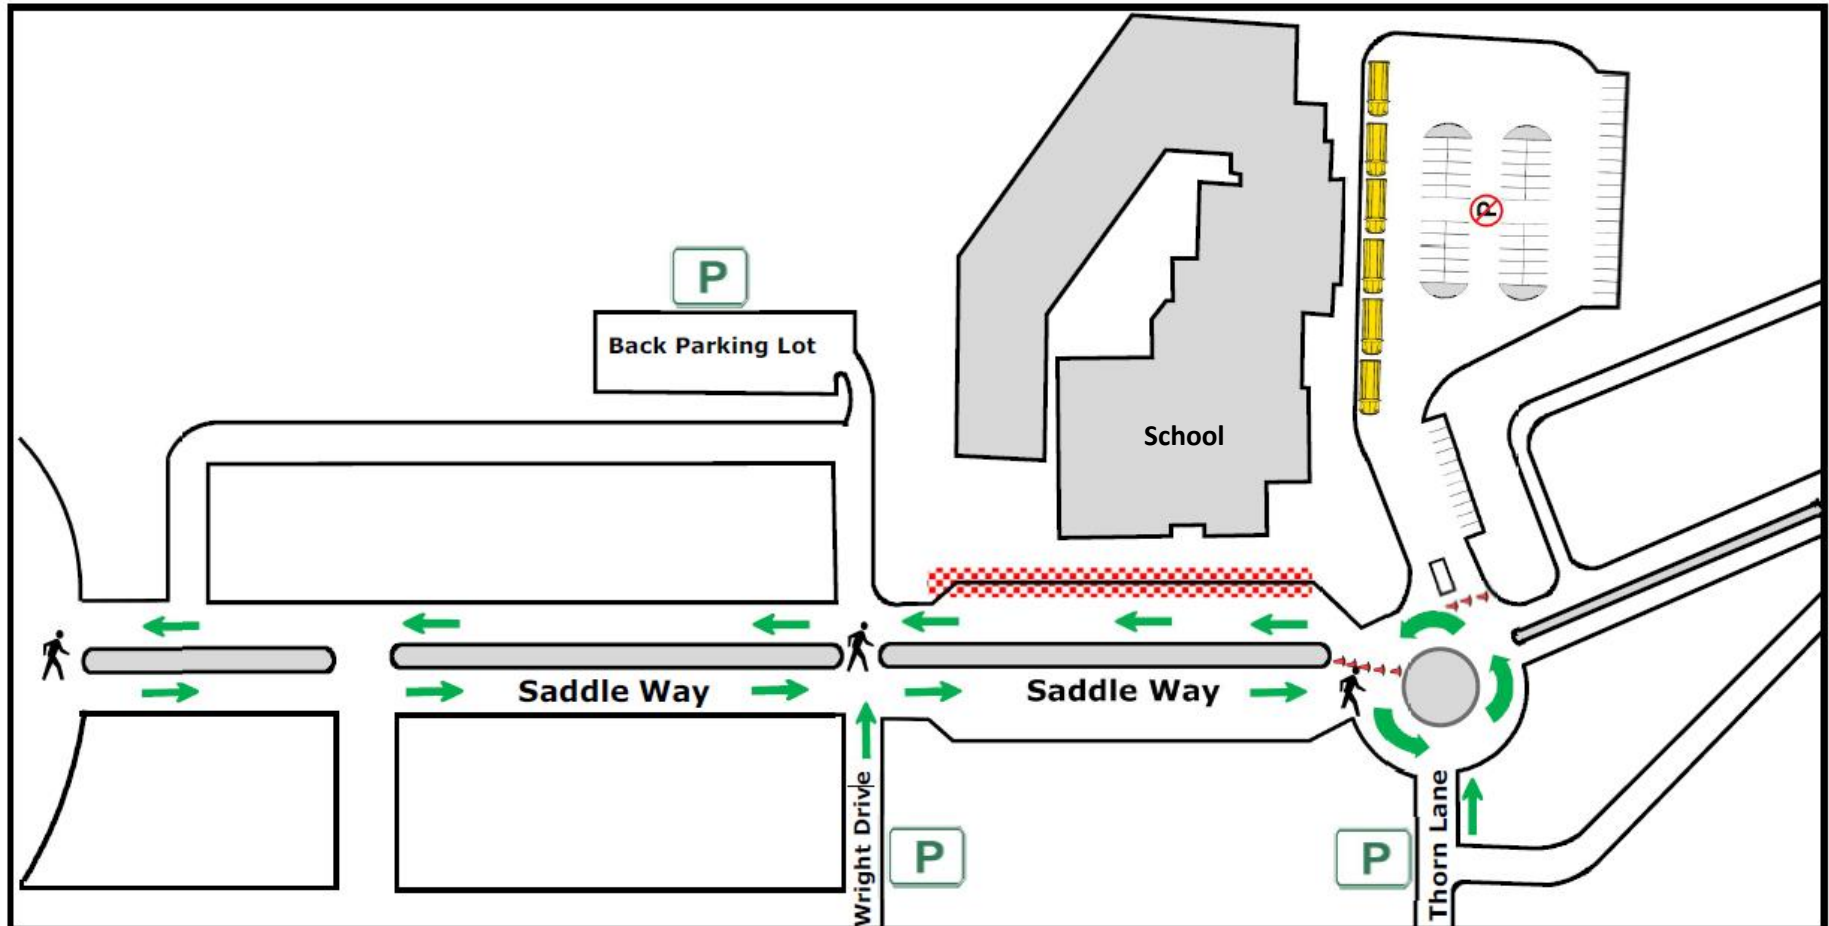 P
P
Back Parking Lot
School
Saddle Way
Saddle Way
Wright Drive
P
P
Thorn Lane